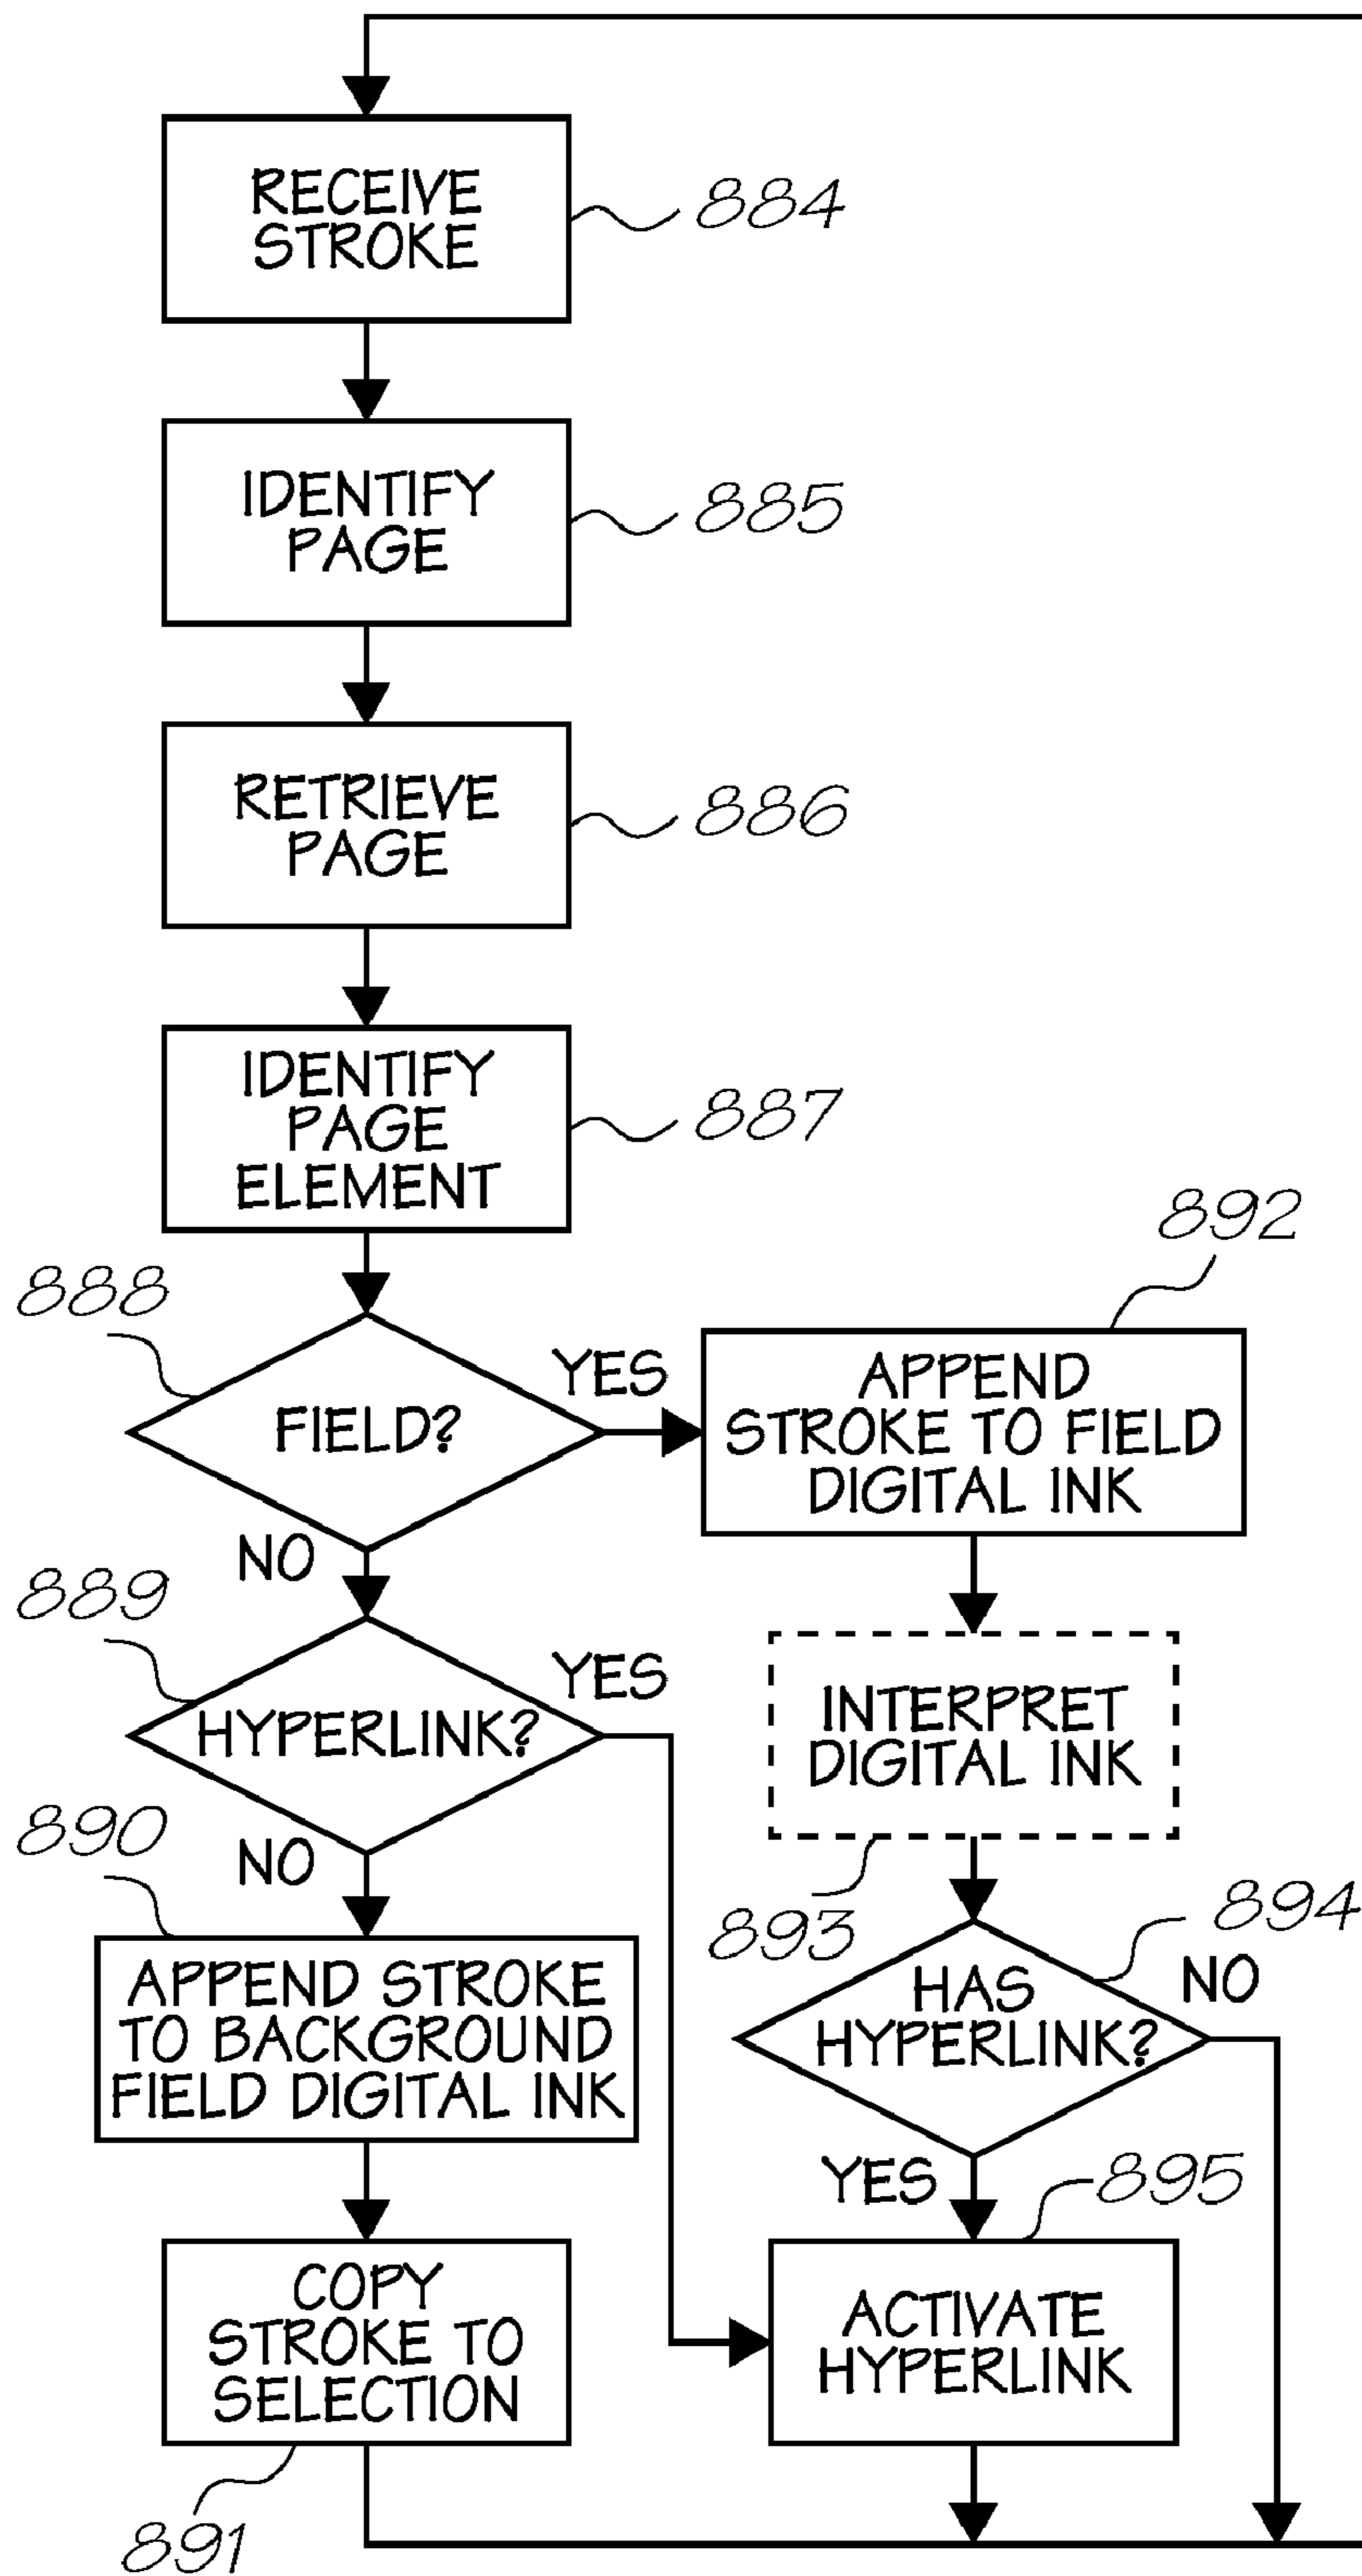 RECEIVE
STROKE
884
IDENTIFY
PAGE
885
RETRIEVE
PAGE
886
IDENTIFY
PAGE
ELEMENT
887
888
FIELD?
YES
NO
892
APPEND
STROKE TO FIELD
DIGITAL INK
889
HYPERLINK?
YES
NO
INTERPRET
DIGITAL INK
893
890
APPEND STROKE
TO BACKGROUND
FIELD DIGITAL INK
894
HAS
HYPERLINK?
NO
YES
895
COPY
STROKE TO
SELECTION
891
ACTIVATE
HYPERLINK